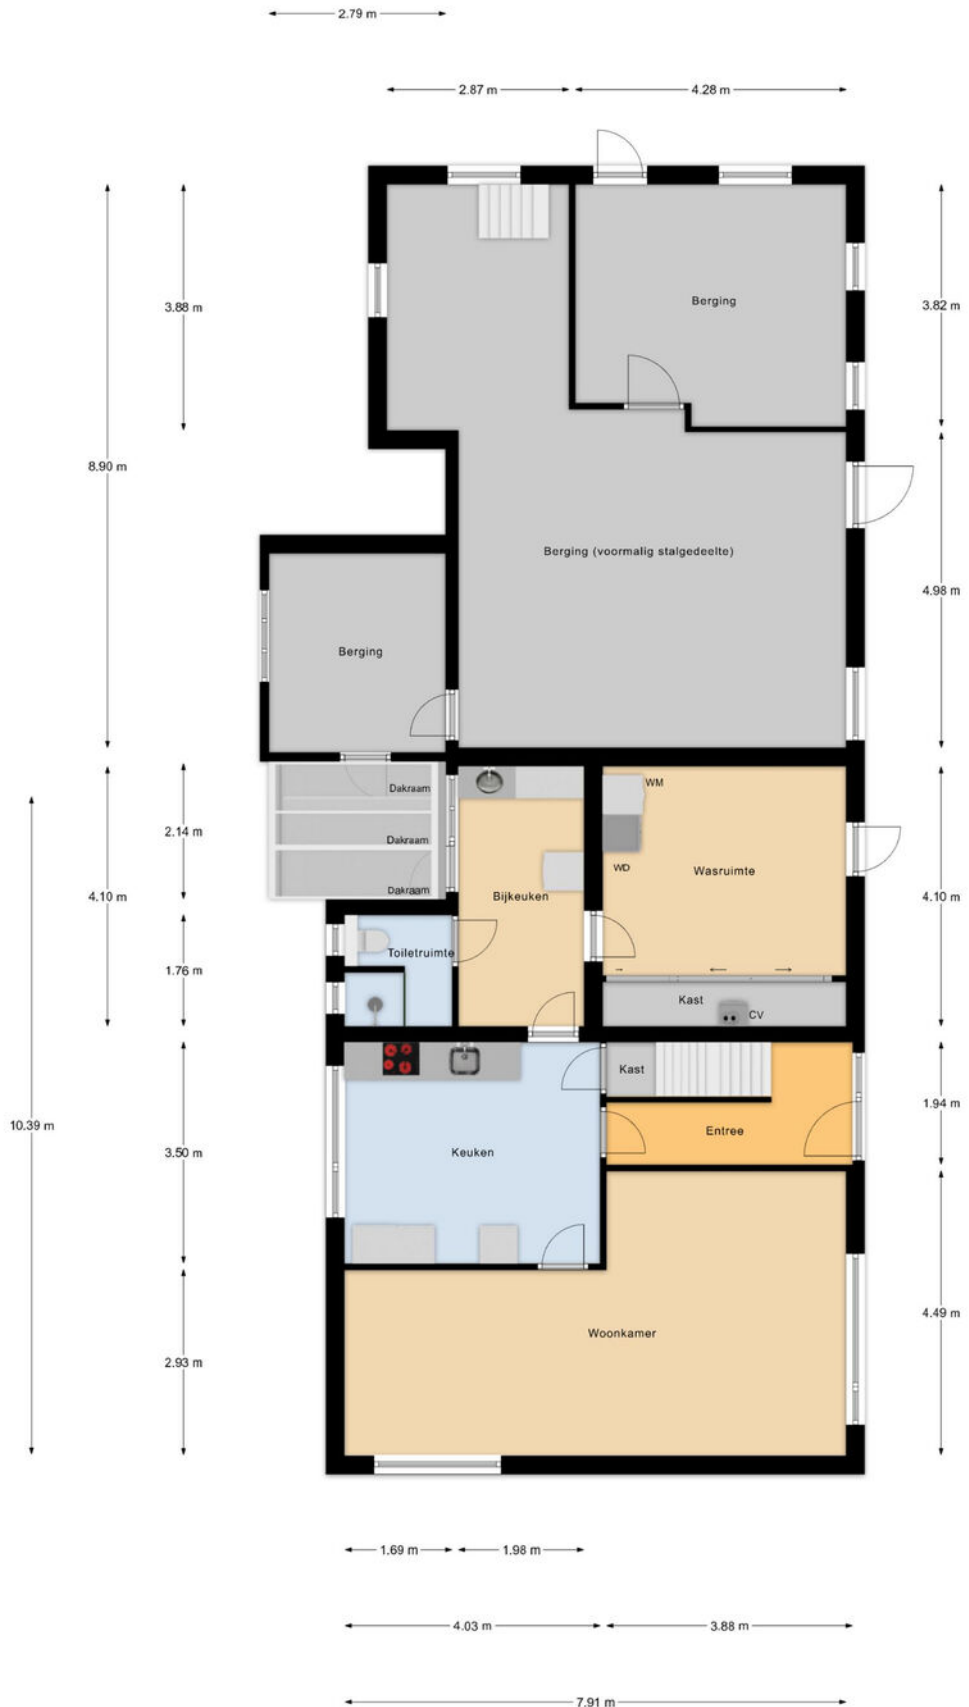 2.79 m
2.87 m
4.28 m
3.88 m
Berging
3.82 m
8.90 m
Berging (voormalig stalgedeelte)
4.98 m
Berging
Dakraam
WM
2.14 m
Dakraam
WD
Wasruimte
Dakraam
4.10 m
Bijkeuken
4.10 m
Toiletruimte
1.76 m
Kast
CV
Kast
1.94 m
10.39 m
Entree
3.50 m
Keuken
4.49 m
Woonkamer
2.93 m
1.69 m
1.98 m
4.03 m
3.88 m
7.91 m